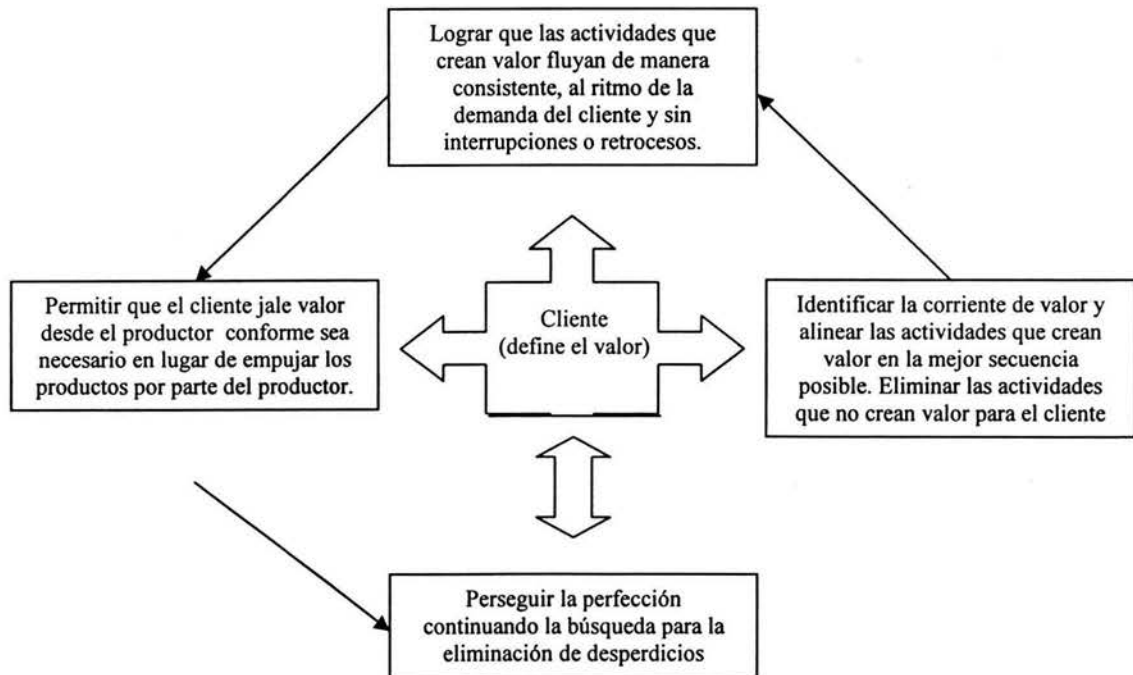 Lograr que las actividades que
crean valor fluyan de manera
consistente, al ritmo de la
demanda del cliente y sin
interrupciones o retrocesos.
Permitir que el cliente jale valor
desde el productor conforme sea
necesario en lugar de empujar los
productos por parte del productor.
Cliente
(define el valor)
Identificar la corriente de valor y
alinear las actividades que crean
valor en la mejor secuencia
posible. Eliminar las actividades
que no crean valor para el cliente
Perseguir la perfección
continuando la búsqueda para la
eliminación de desperdicios